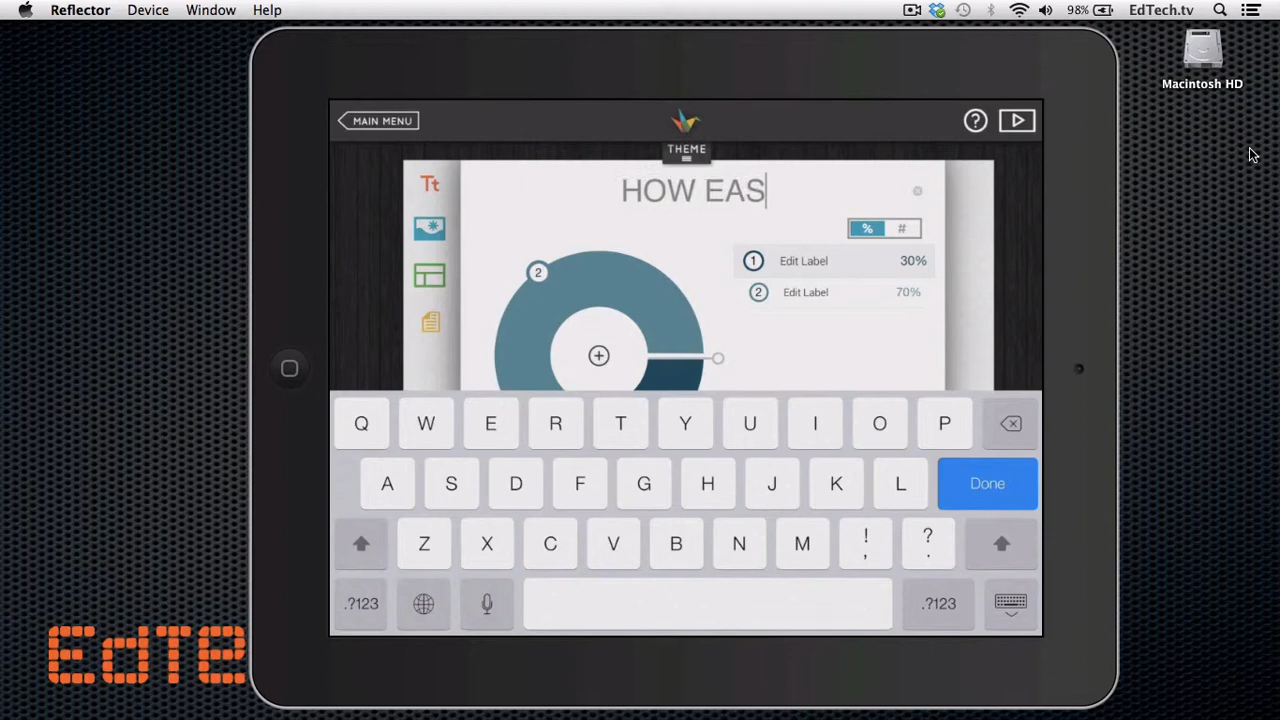 Reflector Device Window Help 98% EdTech.tv
Macintosh HD
MAIN MENU
THEME
?
Tt
HOW EAS
% #
1 Edit Label 30%
2 Edit Label 70%
2
Q W E R T Y U I O P
A S D F G H J K L Done
Z X C V B N M ! , ? .
.?123 .?123
EdTe